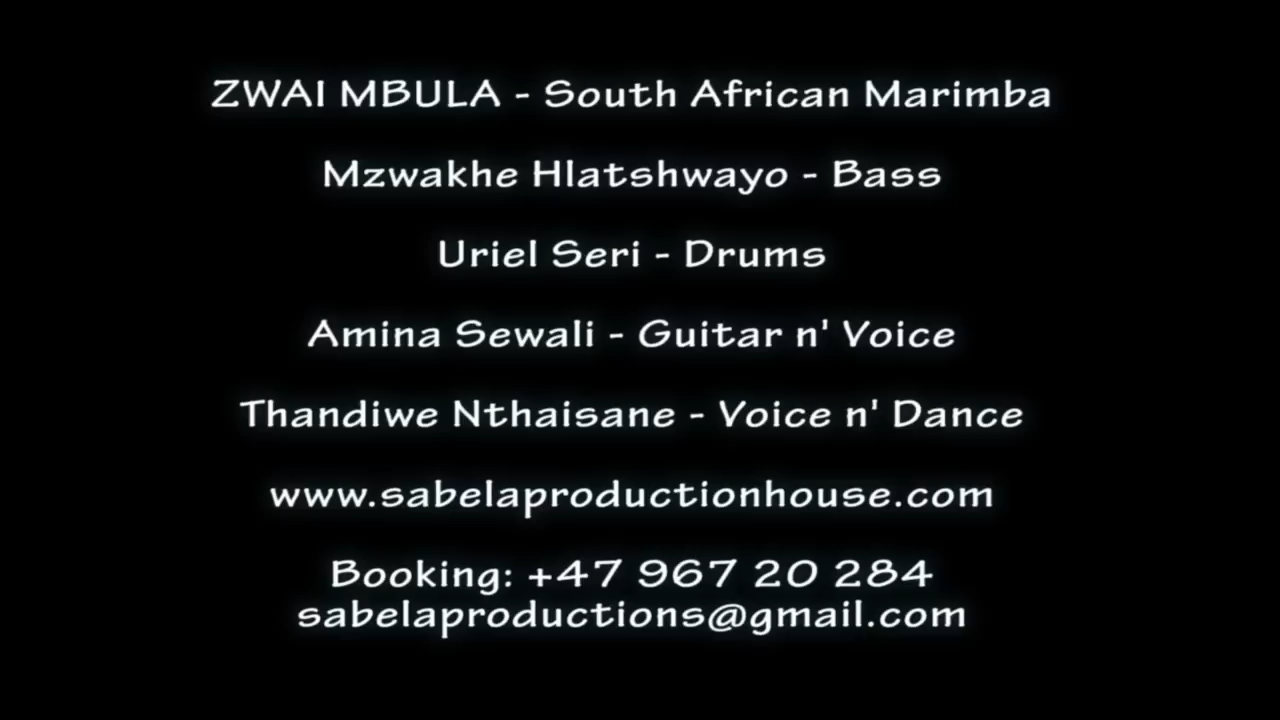 ZWAI MBULA - South African Marimba
Mzwakhe Hlatshwayo - Bass
Uriel Seri - Drums
Amina Sewali - Guitar n' Voice
Thandiwe Nthaisane - Voice n' Dance
www.sabelaproductionhouse.com
Booking: +47 967 20 284
sabelaproductions@gmail.com